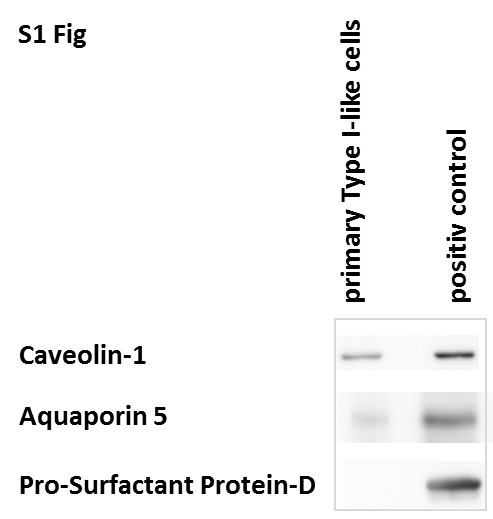 S1 Fig
primary Type I-like cells
positiv control
Caveolin-1
Aquaporin 5
Pro-Surfactant Protein-D